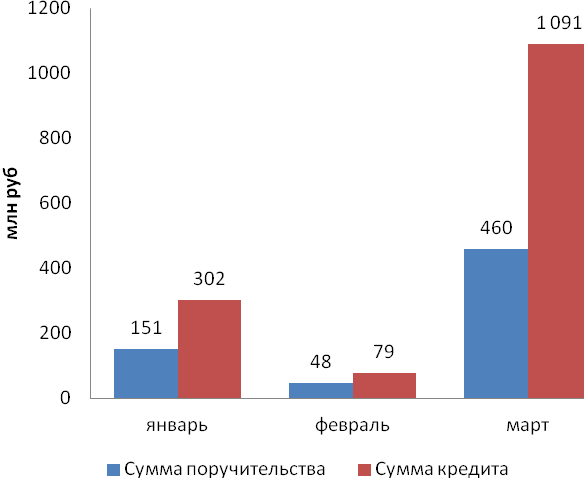 1200
1000
800
600
400
200
0
млн руб
151
302
48
79
460
1 091
январь
февраль
март
Сумма поручительства
Сумма кредита